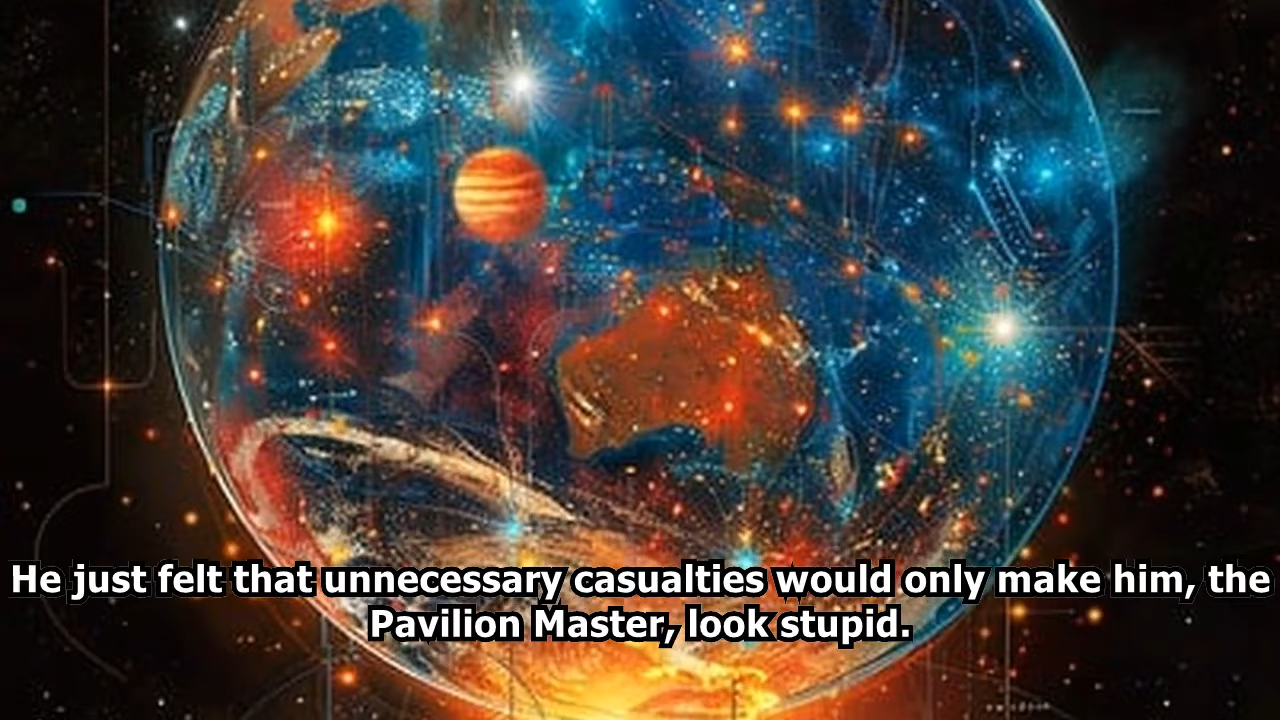 He just felt that unnecessary casualties would only make him, the
Pavilion Master, look stupid.